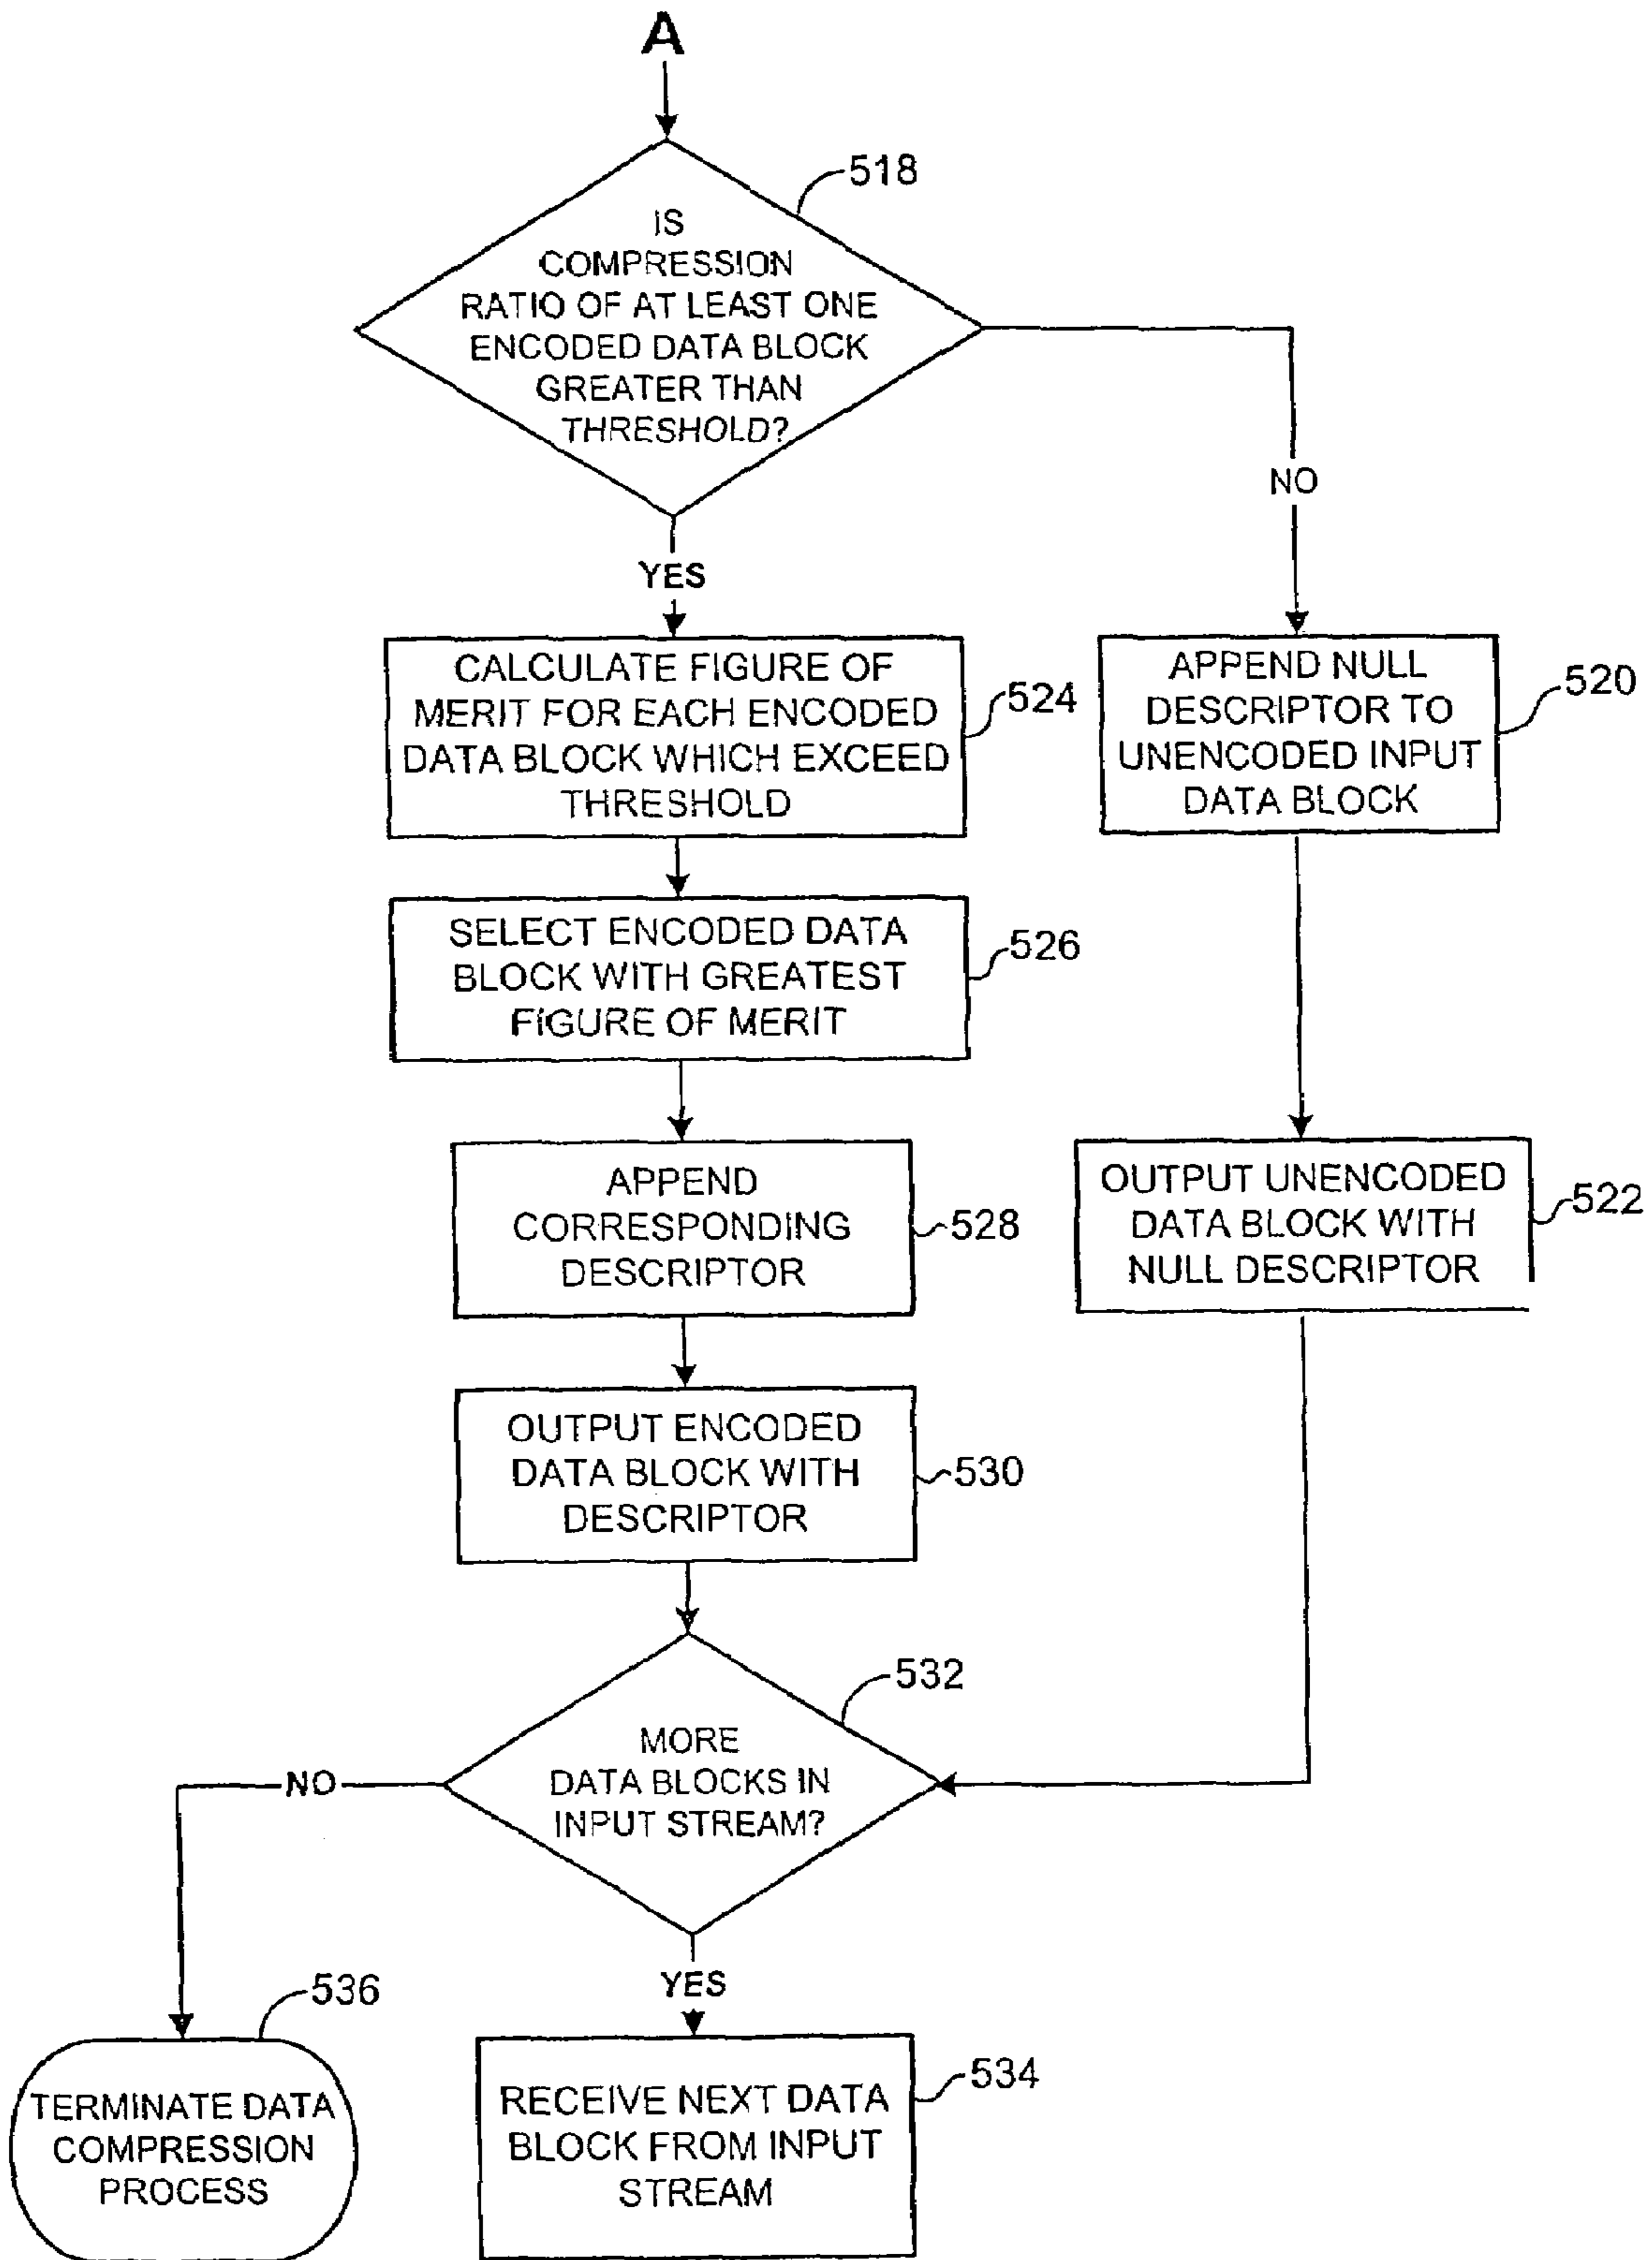 A
518
IS
COMPRESSION
RATIO OF AT LEAST ONE
ENCODED DATA BLOCK
GREATER THAN
THRESHOLD?
NO
YES
CALCULATE FIGURE OF
MERIT FOR EACH ENCODED
DATA BLOCK WHICH EXCEED
THRESHOLD
524
APPEND NULL
DESCRIPTOR TO
UNENCODED INPUT
DATA BLOCK
520
SELECT ENCODED DATA
BLOCK WITH GREATEST
FIGURE OF MERIT
526
APPEND
CORRESPONDING
DESCRIPTOR
528
OUTPUT UNENCODED
DATA BLOCK WITH
NULL DESCRIPTOR
522
OUTPUT ENCODED
DATA BLOCK WITH
DESCRIPTOR
530
532
MORE
DATA BLOCKS IN
INPUT STREAM?
NO
YES
536
TERMINATE DATA
COMPRESSION
PROCESS
534
RECEIVE NEXT DATA
BLOCK FROM INPUT
STREAM